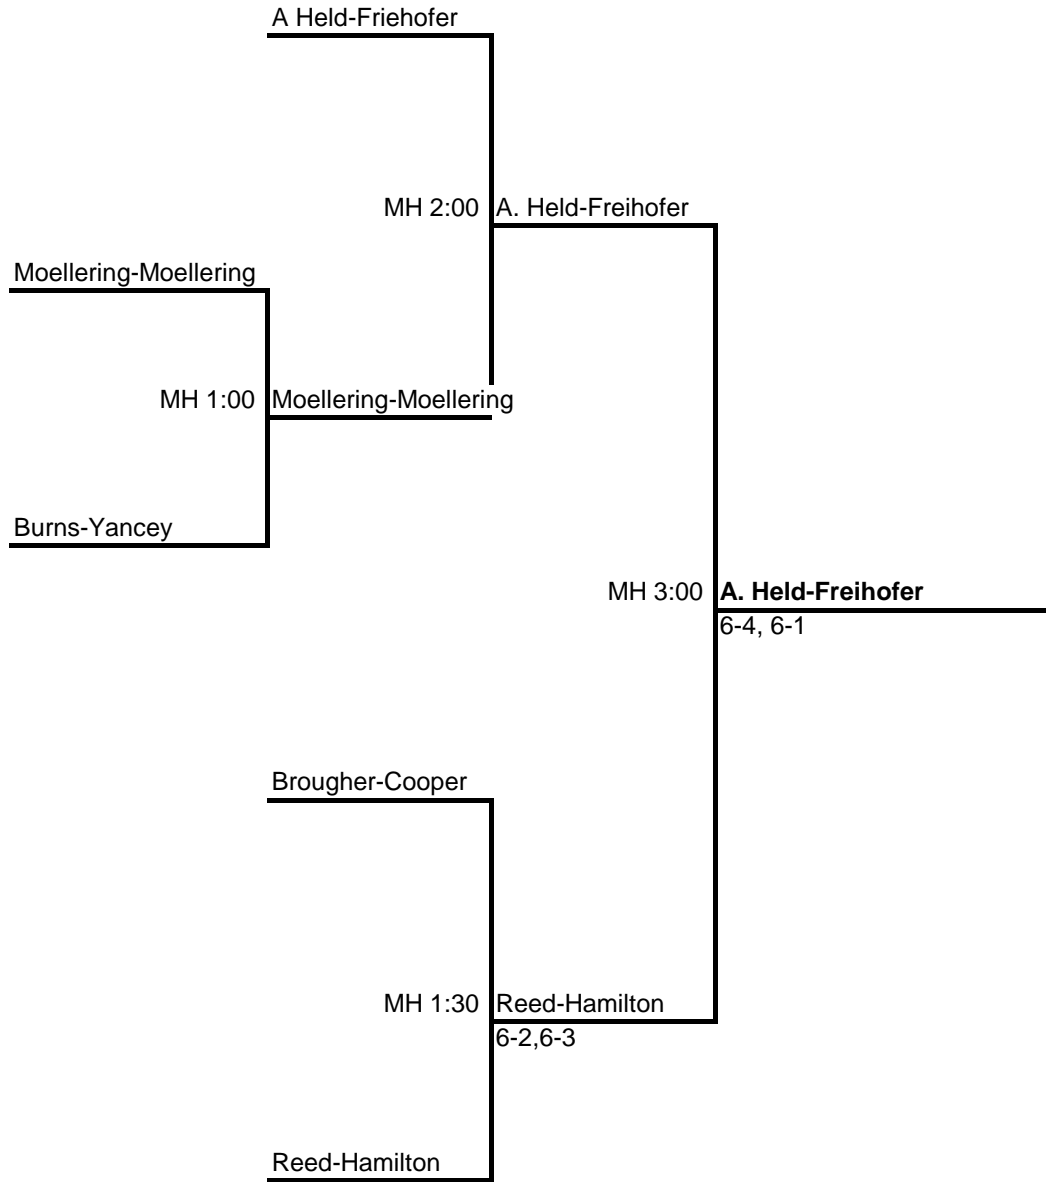 A Held-Friehofer
MH 2:00 A. Held-Freihofer
Moellering-Moellering
MH 1:00 Moellering-Moellering
Burns-Yancey
MH 3:00 A. Held-Freihofer
6-4, 6-1
Brougher-Cooper
MH 1:30 Reed-Hamilton
6-2,6-3
Reed-Hamilton